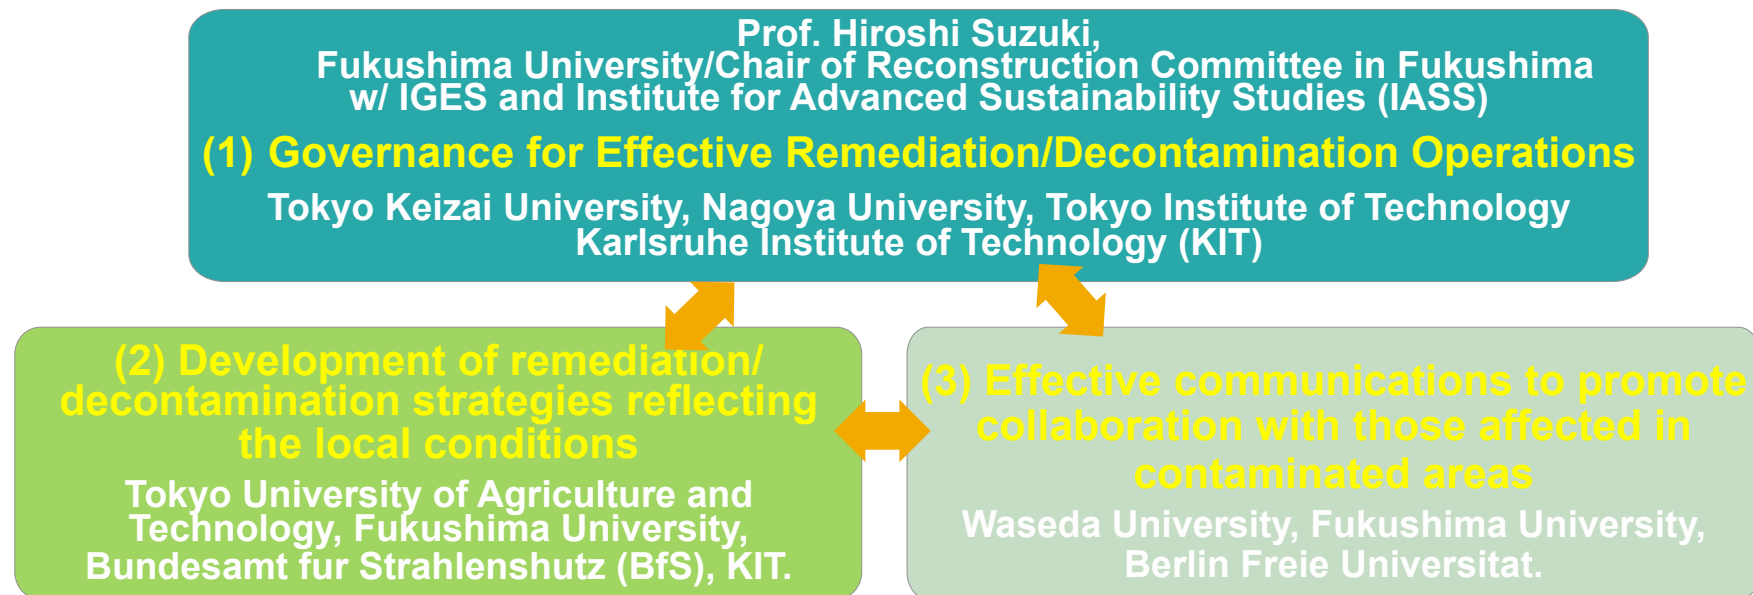 Prof. Hiroshi Suzuki,
Fukushima University/Chair of Reconstruction Committee in Fukushima
w/ IGES and Institute for Advanced Sustainability Studies (IASS)
(1) Governance for Effective Remediation/Decontamination Operations
Tokyo Keizai University, Nagoya University, Tokyo Institute of Technology
Karlsruhe Institute of Technology (KIT)
(2) Development of remediation/
decontamination strategies reflecting
the local conditions
Tokyo University of Agriculture and
Technology, Fukushima University,
Bundesamt fur Strahlenshutz (BfS), KIT.
(3) Effective communications to promote
collaboration with those affected in
contaminated areas
Waseda University, Fukushima University,
Berlin Freie Universitat.